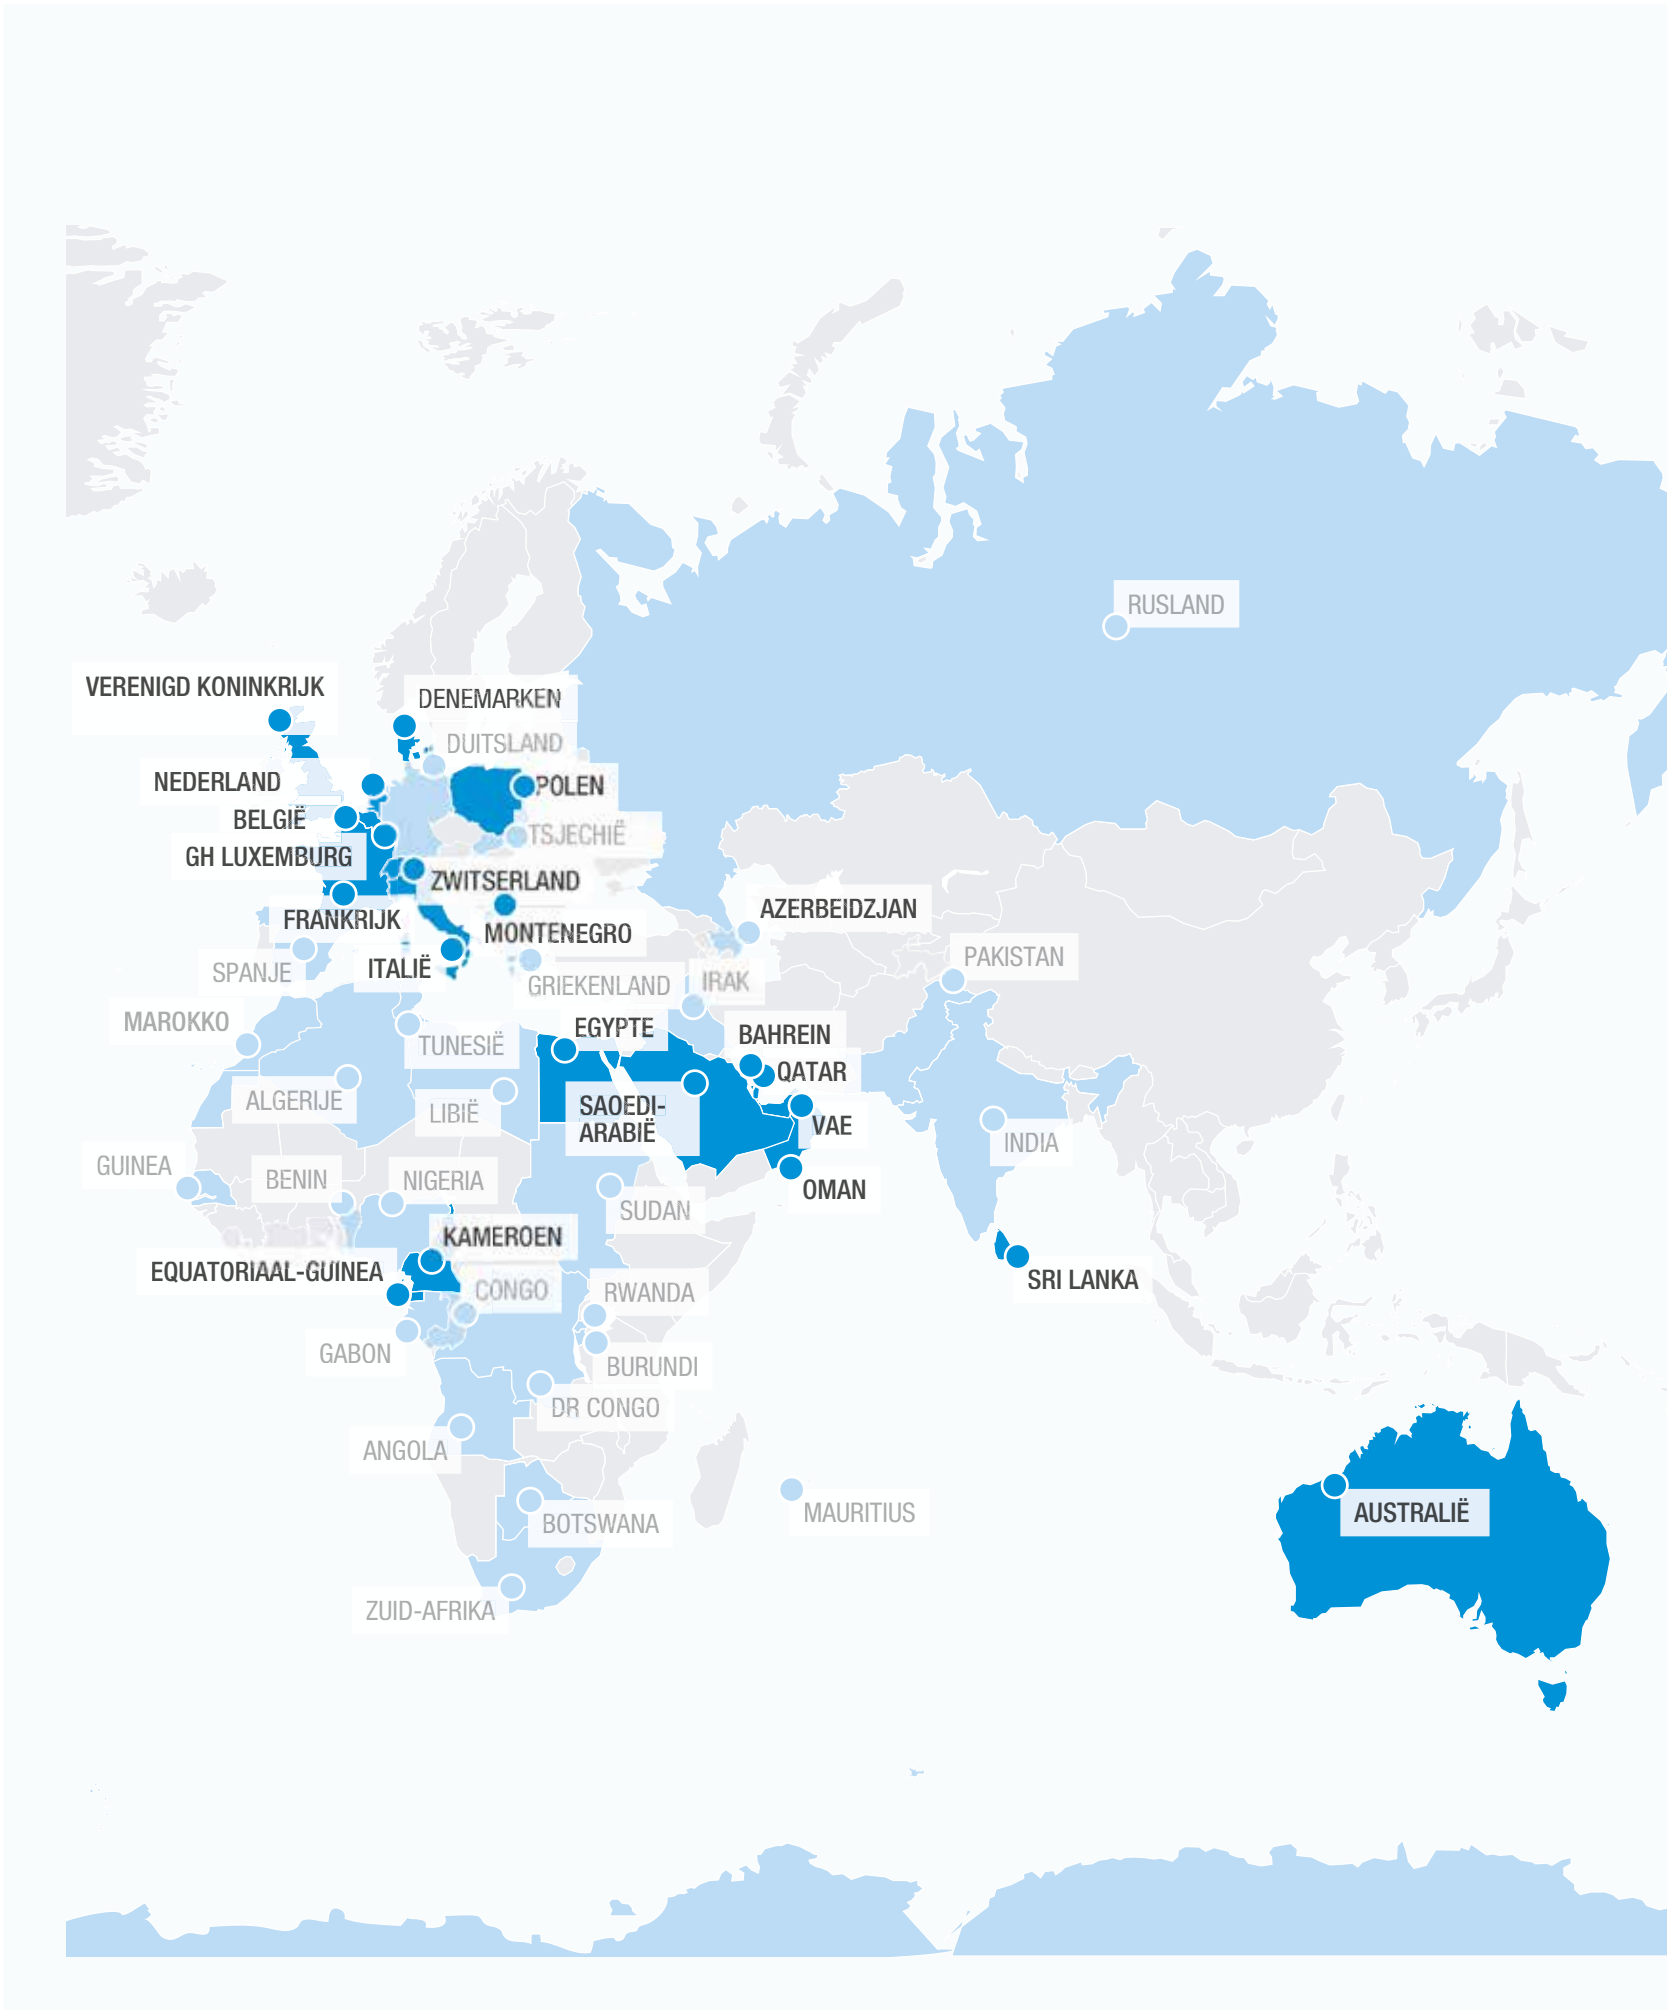 RUSLAND
VERENIGD KONINKRIJK
DENEMARKEN
DUITSLAND
NEDERLAND
POLEN
BELGIË
TSJECHIË
GH LUXEMBURG
ZWITSERLAND
AZERBEIDZJAN
FRANKRIJK
MONTENEGRO
PAKISTAN
SPANJE
ITALIË
GRIEKENLAND
IRAK
MAROKKO
TUNESIË
EGYPTE
BAHREIN
QATAR
ALGERIJE
LIBIË
SAOEDI-
ARABIË
VAE
INDIA
GUINEA
BENIN
NIGERIA
OMAN
SUDAN
KAMEROEN
EQUATORIAAL-GUINEA
SRI LANKA
CONGO
RWANDA
GABON
BURUNDI
DR CONGO
ANGOLA
MAURITIUS
AUSTRALIË
BOTSWANA
ZUID-AFRIKA